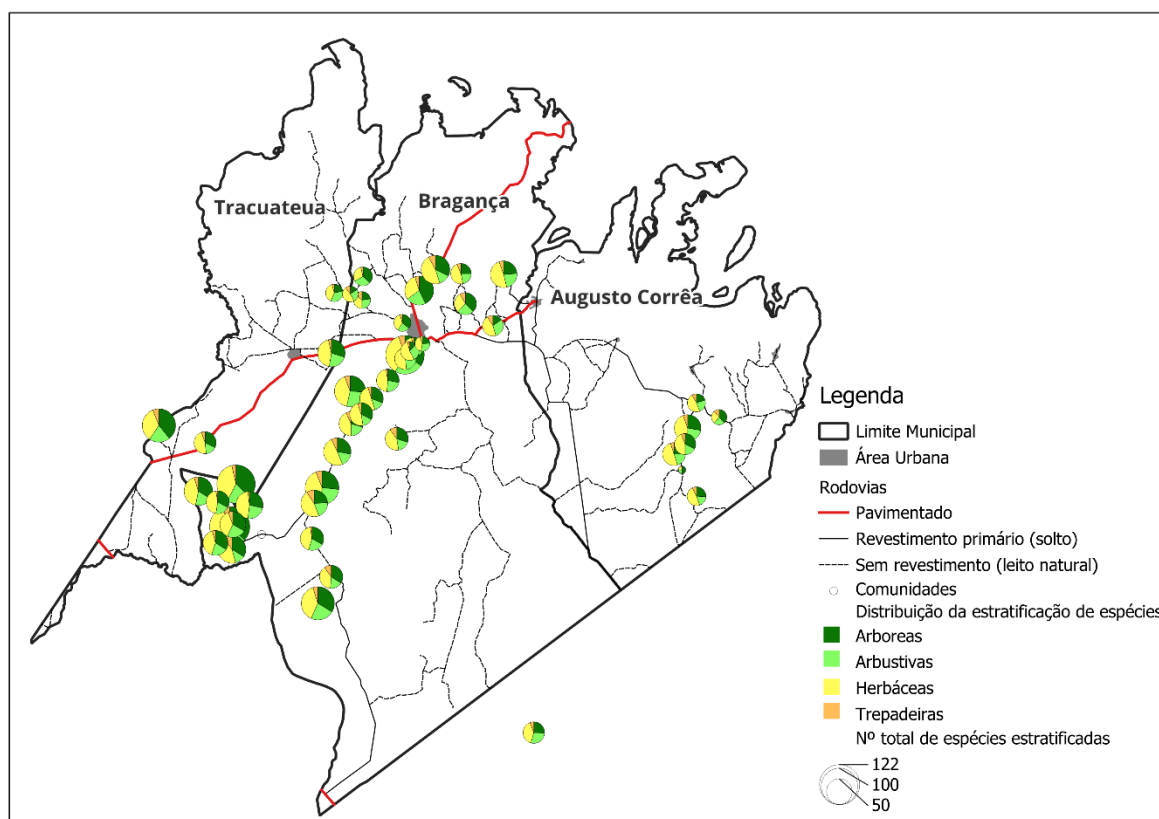 Tracuateua
Bragança
Augusto Corrêa
Legenda
Limite Municipal
Área Urbana
Rodovias
Pavimentado
Revestimento primário (solto)
Sem revestimento (leito natural)
Comunidades
Distribuição da estratificação de espécies
Arboreas
Arbustivas
Herbáceas
Trepadeiras
Nº total de espécies estratificadas
122
100
50